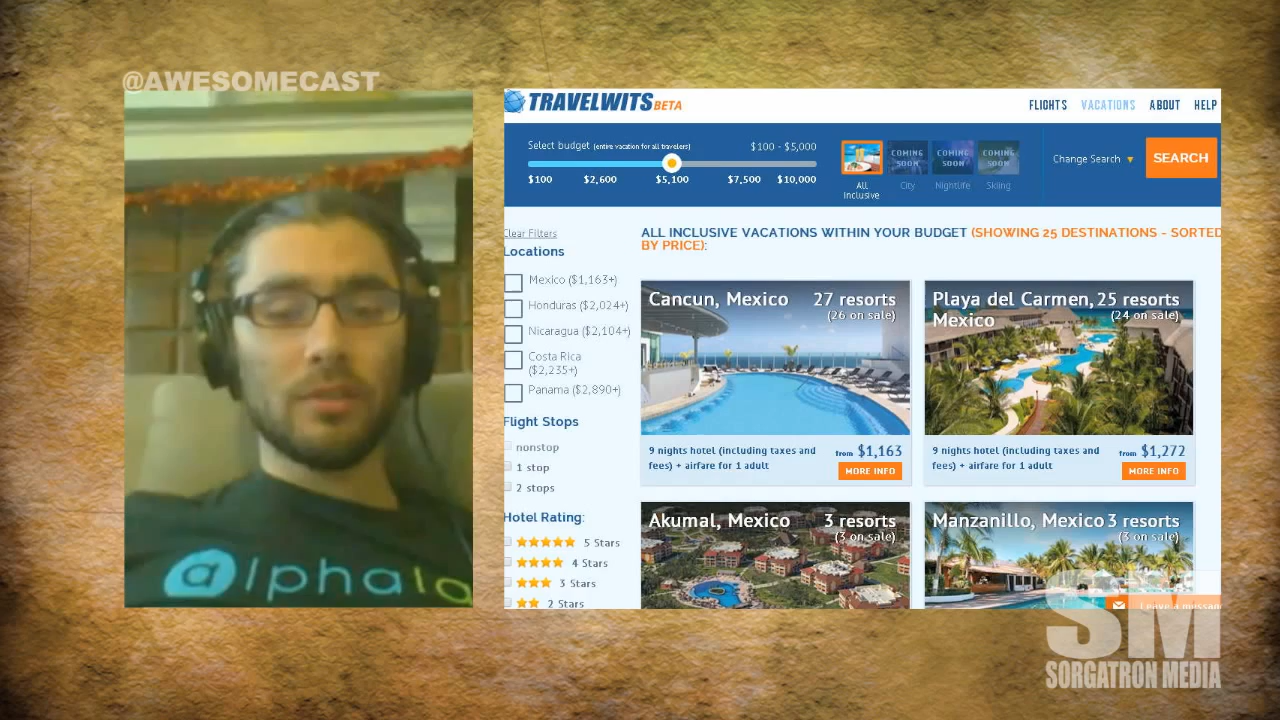 @AWESOMECAST
TRAVELWITS BETA
FLIGHTS VACATIONS ABOUT HELP
Select budget (entire vacation for all travelers) $100 - $5,000
$100 $2,600 $5,100 $7,500 $10,000
COMING SOON COMING SOON COMING SOON
All Inclusive City Nightlife Skiing
Change Search ▼ SEARCH
Clear Filters
Locations
Mexico ($1,163+)
Honduras ($2,024+)
Nicaragua ($2,104+)
Costa Rica
($2,235+)
Panama ($2,890+)
Flight Stops
nonstop
1 stop
2 stops
Hotel Rating:
5 Stars
4 Stars
3 Stars
2 Stars
ALL INCLUSIVE VACATIONS WITHIN YOUR BUDGET (SHOWING 25 DESTINATIONS - SORTED
BY PRICE):
Cancun, Mexico 27 resorts
(26 on sale)
9 nights hotel (including taxes and from $1,163
fees) + airfare for 1 adult
MORE INFO
Playa del Carmen, 25 resorts
Mexico (24 on sale)
9 nights hotel (including taxes and from $1,272
fees) + airfare for 1 adult
MORE INFO
Akumal, Mexico 3 resorts
(3 on sale)
Manzanillo, Mexico 3 resorts
(3 on sale)
Leave a messag
alphala
SM
SORGATRON MEDIA